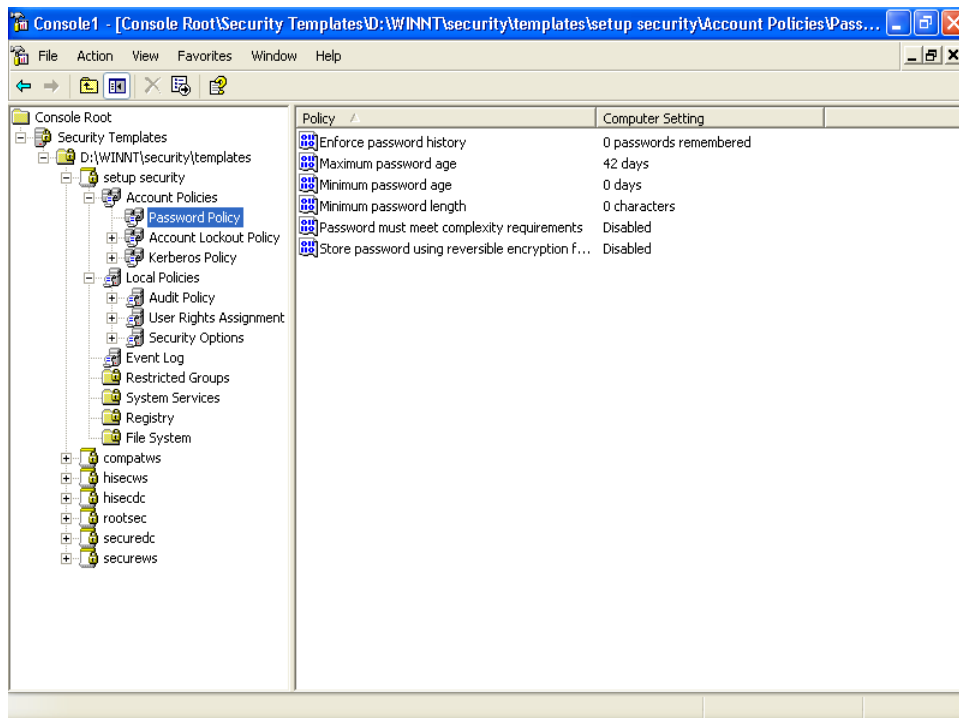 Console1 - [Console Root\Security Templates\D:\WINNT\security\templates\setup security\Account Policies\Pass...
File Action View Favorites Window Help
Console Root
Security Templates
D:\WINNT\security\templates
setup security
Account Policies
Password Policy
Account Lockout Policy
Kerberos Policy
Local Policies
Audit Policy
User Rights Assignment
Security Options
Event Log
Restricted Groups
System Services
Registry
File System
compatws
hisecws
hisecdc
rootsec
securedc
securews
Policy Computer Setting
Enforce password history 0 passwords remembered
Maximum password age 42 days
Minimum password age 0 days
Minimum password length 0 characters
Password must meet complexity requirements Disabled
Store password using reversible encryption f... Disabled